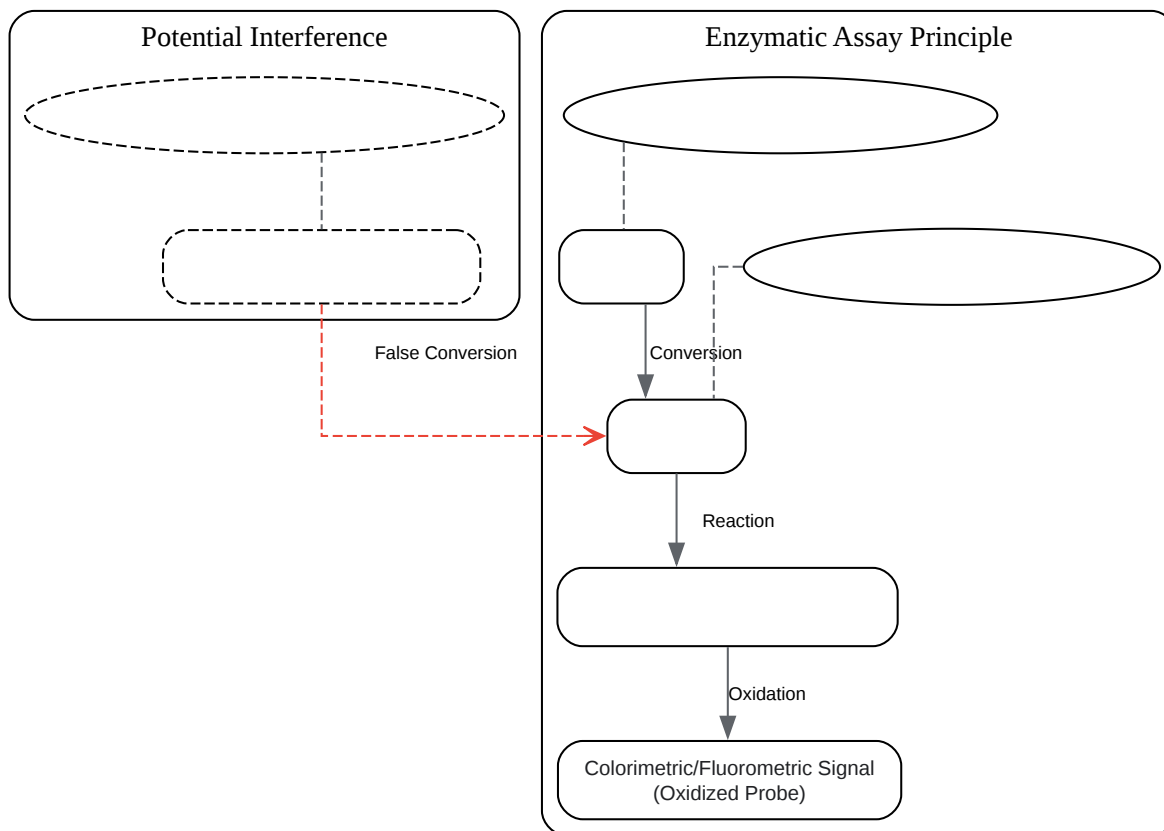 Potential Interference
Enzymatic Assay Principle
False Conversion
Conversion
Reaction
Oxidation
Colorimetric/Fluorometric Signal
(Oxidized Probe)